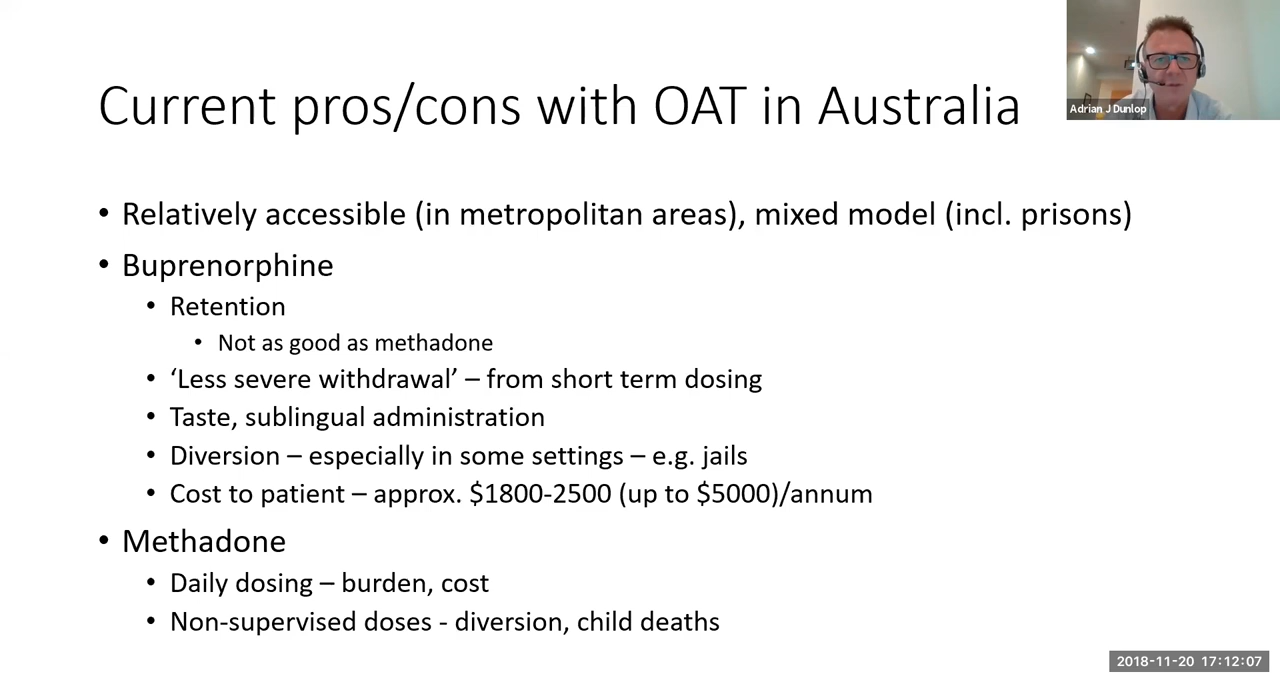 Current pros/cons with OAT in Australia
Adrian J Dunlop
• Relatively accessible (in metropolitan areas), mixed model (incl. prisons)
• Buprenorphine
• Retention
• Not as good as methadone
• ‘Less severe withdrawal’ – from short term dosing
• Taste, sublingual administration
• Diversion – especially in some settings – e.g. jails
• Cost to patient – approx. $1800-2500 (up to $5000)/annum
• Methadone
• Daily dosing – burden, cost
• Non-supervised doses - diversion, child deaths
2018-11-20 17:12:07